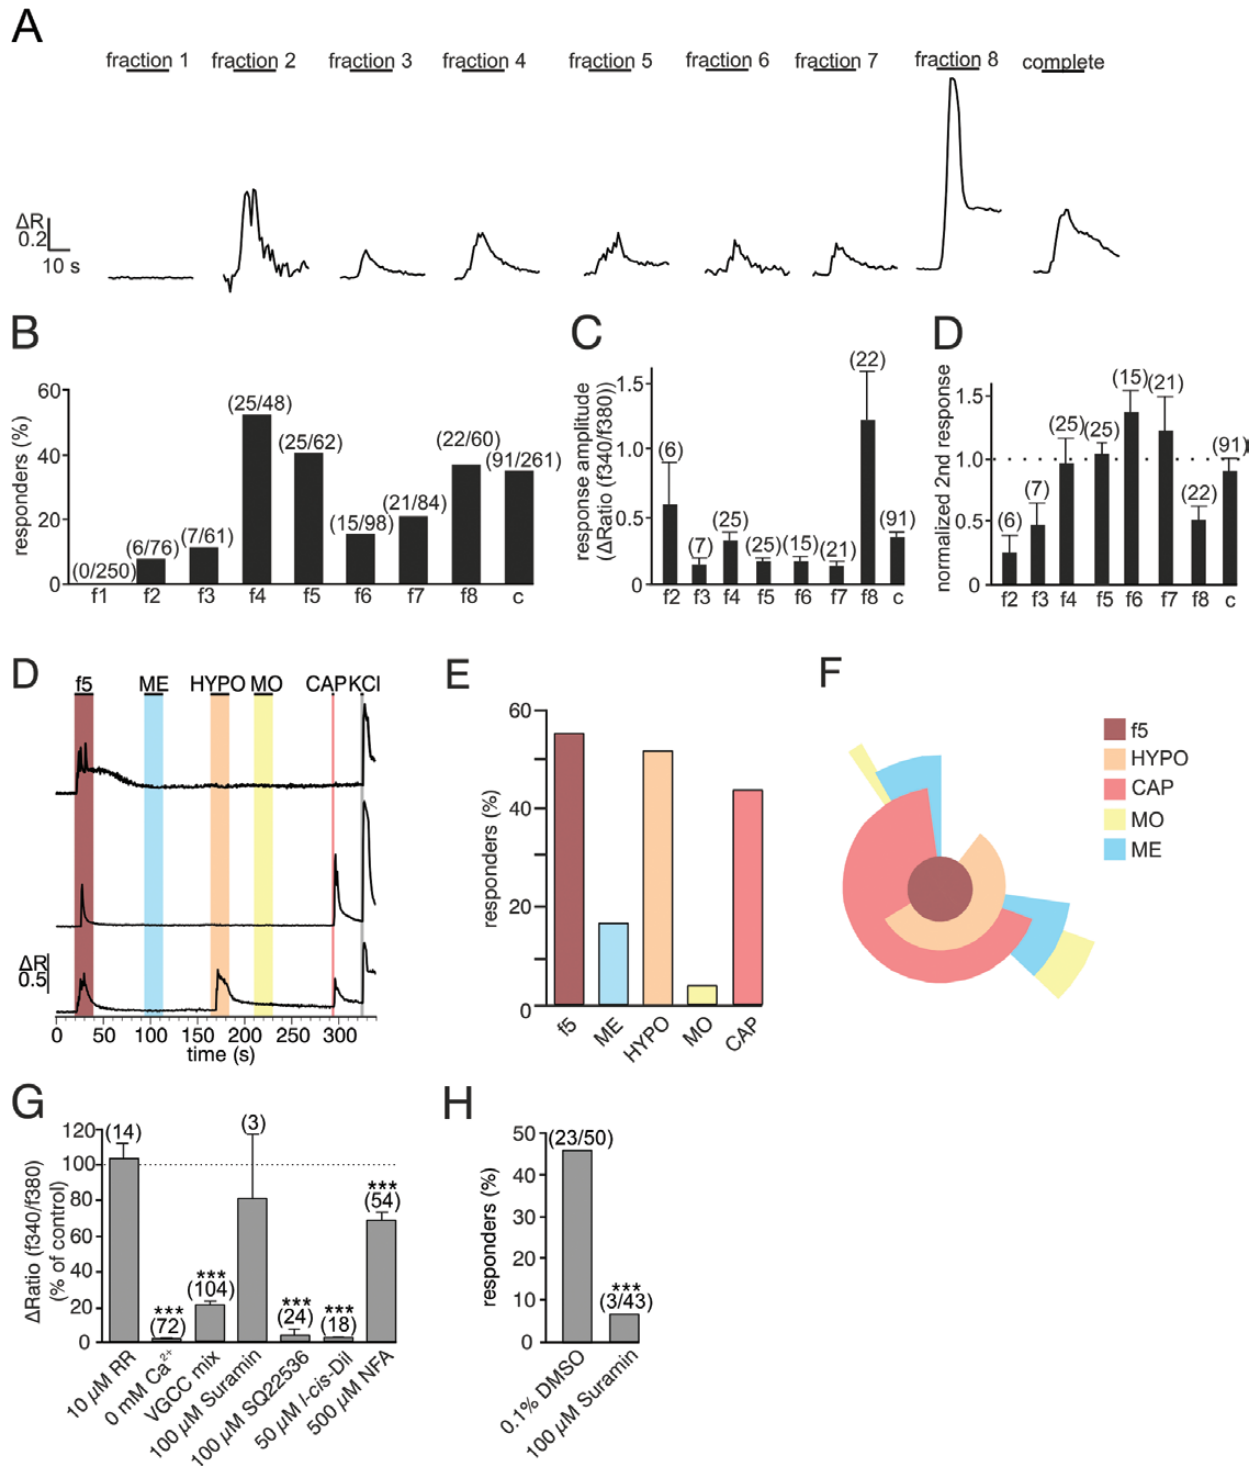 A
fraction 1 fraction 2 fraction 3 fraction 4 fraction 5 fraction 6 fraction 7 fraction 8 complete
ΔR
0.2
10 s
B
responders (%)
60
40
20
0
(0/250) (6/76) (7/61) (25/48) (25/62) (15/98) (21/84) (22/60) (91/261)
f1 f2 f3 f4 f5 f6 f7 f8 c
C
response amplitude
(ΔRatio (f340/f380))
1.5
1.0
0.5
0
(6) (7) (25) (25) (15) (21) (22) (91)
f2 f3 f4 f5 f6 f7 f8 c
D
normalized 2nd response
1.5
1.0
0.5
0
(6) (7) (25) (25) (15) (21) (22) (91)
f2 f3 f4 f5 f6 f7 f8 c
D
f5 ME HYPO MO CAP KCl
ΔR
0.5
0 50 100 150 200 250 300
time (s)
E
responders (%)
60
40
20
0
f5 ME HYPO MO CAP
F
f5
HYPO
CAP
MO
ME
G
ΔRatio (f340/f380)
(% of control)
120
100
80
60
40
20
0
(14)
***
(72)
***
(104)
(3)
***
(24)
***
(18)
***
(54)
10 µM RR
0 mM Ca²⁺
VGCC mix
100 µM Suramin
100 µM SQ22536
50 µM l-cis-Dil
500 µM NFA
H
responders (%)
50
40
30
20
10
0
(23/50)
***
(3/43)
0.1% DMSO
100 µM Suramin